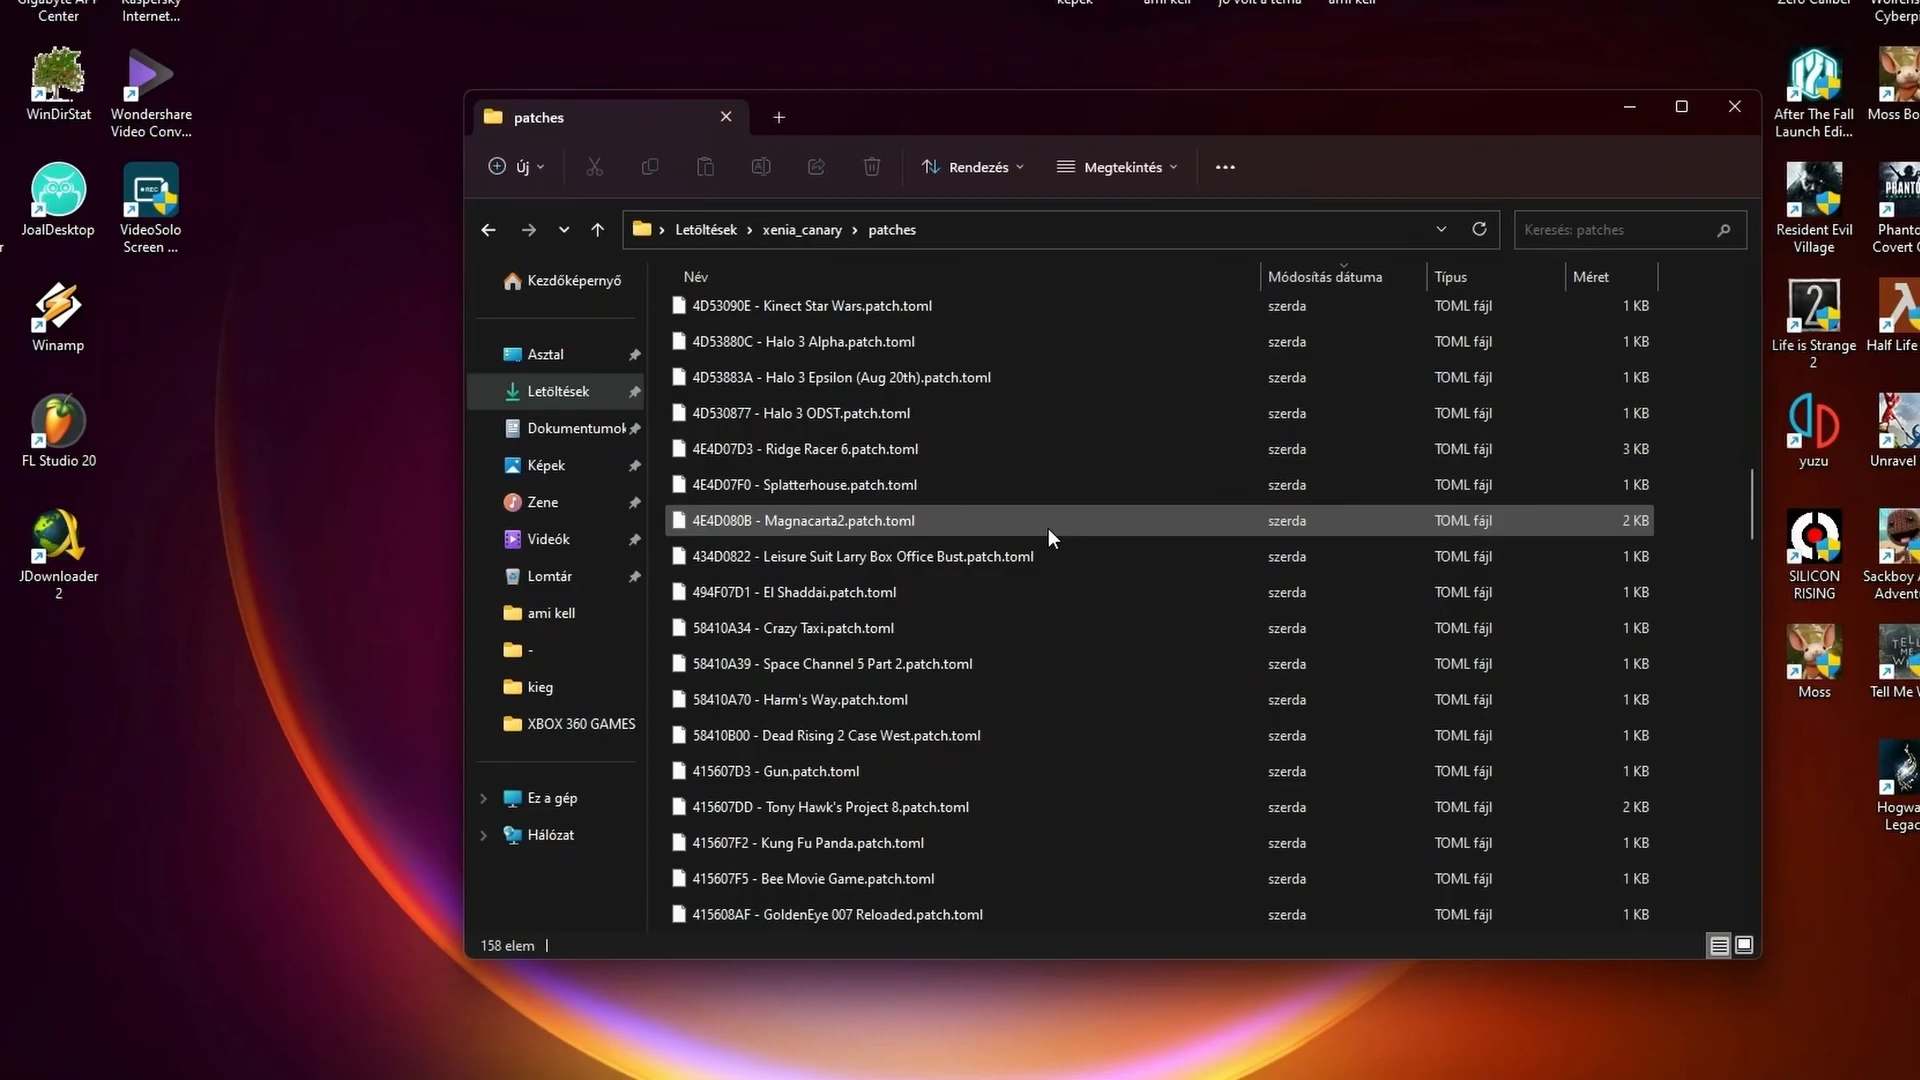 Gigabyte APP
Center
Kaspersky
Internet...
képek
ami kell
jó volt a téma
ami kell
Zero Caliber
Cyberpi
WinDirStat
Wondershare
Video Conv...
JoalDesktop
VideoSolo
Screen ...
Winamp
FL Studio 20
JDownloader
2
patches
Új
Rendezés
Megtekintés
Letöltések
xenia_canary
patches
Keresés: patches
Kezdőképernyő
Asztal
Letöltések
Dokumentumok
Képek
Zene
Videók
Lomtár
ami kell
-
kieg
XBOX 360 GAMES
Ez a gép
Hálózat
Név Módosítás dátuma Típus Méret
4D53090E - Kinect Star Wars.patch.toml szerda TOML fájl 1 KB
4D53880C - Halo 3 Alpha.patch.toml szerda TOML fájl 1 KB
4D53883A - Halo 3 Epsilon (Aug 20th).patch.toml szerda TOML fájl 1 KB
4D530877 - Halo 3 ODST.patch.toml szerda TOML fájl 1 KB
4E4D07D3 - Ridge Racer 6.patch.toml szerda TOML fájl 3 KB
4E4D07F0 - Splatterhouse.patch.toml szerda TOML fájl 1 KB
4E4D080B - Magnacarta2.patch.toml szerda TOML fájl 2 KB
434D0822 - Leisure Suit Larry Box Office Bust.patch.toml szerda TOML fájl 1 KB
494F07D1 - El Shaddai.patch.toml szerda TOML fájl 1 KB
58410A34 - Crazy Taxi.patch.toml szerda TOML fájl 1 KB
58410A39 - Space Channel 5 Part 2.patch.toml szerda TOML fájl 1 KB
58410A70 - Harm's Way.patch.toml szerda TOML fájl 1 KB
58410B00 - Dead Rising 2 Case West.patch.toml szerda TOML fájl 1 KB
415607D3 - Gun.patch.toml szerda TOML fájl 1 KB
415607DD - Tony Hawk's Project 8.patch.toml szerda TOML fájl 2 KB
415607F2 - Kung Fu Panda.patch.toml szerda TOML fájl 1 KB
415607F5 - Bee Movie Game.patch.toml szerda TOML fájl 1 KB
415608AF - GoldenEye 007 Reloaded.patch.toml szerda TOML fájl 1 KB
158 elem
After The Fall
Launch Edi...
Moss Bo
Resident Evil
Village
PHANTO
Phanto
Covert O
Life is Strange
2
Half Life
yuzu
Unravel
SILICON
RISING
Sackboy A
Adventu
Moss
TELL
ME W
Tell Me W
Hogwa
Legac